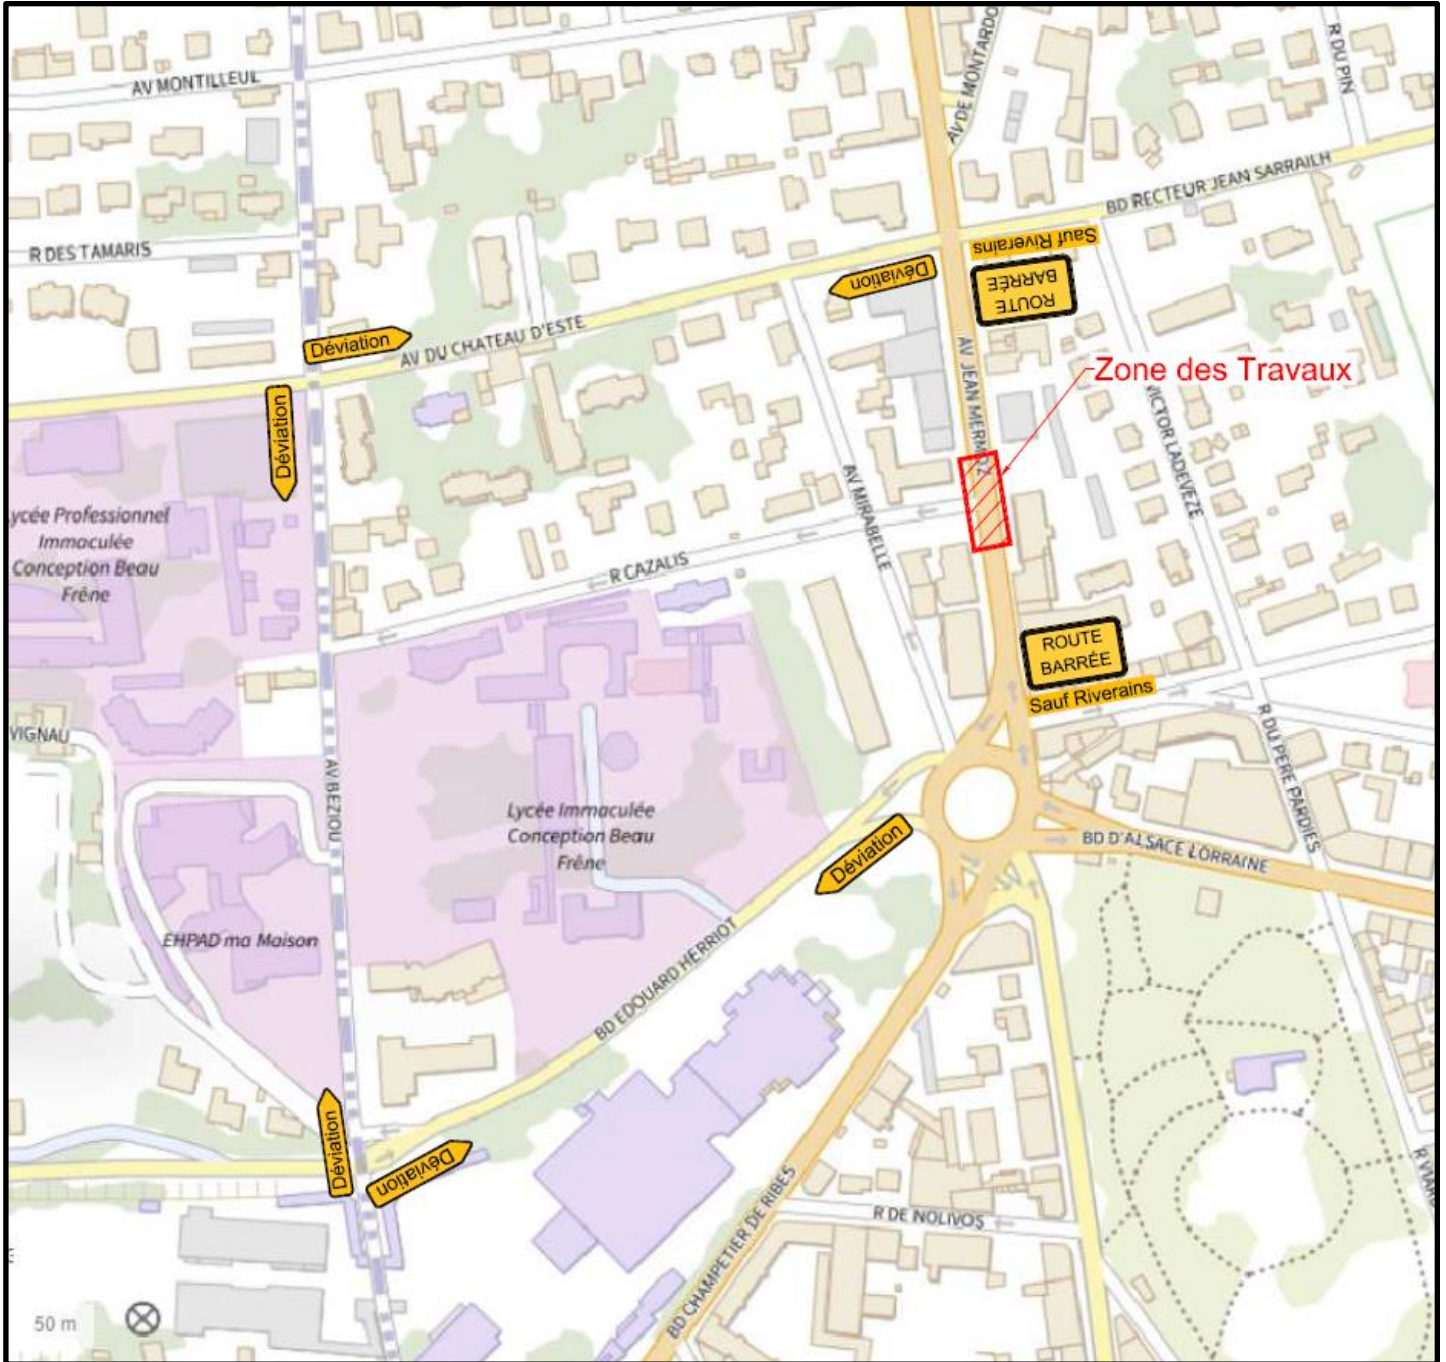 AV MONTILLEUL
AV DE MONTARDO
R DU PIN
BD RECTEUR JEAN SARRAILH
R DES TAMARIS
Sauf Riverains
Déviation
ROUTE
BARRÉE
Déviation
AV DU CHATEAU D'ESTE
AV JEAN MERMOZ
Zone des Travaux
Déviation
VICTOR LADEVEZE
AV MIRABELLE
ycée Professionnel
Immaculée
Conception Beau
Frêne
R CAZALIS
ROUTE
BARRÉE
Sauf Riverains
VIGNAU
AV BEZIOU
R DU PERE PARDIES
Lycée Immaculée
Conception Beau
Frêne
Déviation
BD D'ALSACE LORRAINE
EHPAD ma Maison
BD EDOUARD HERRIOT
Déviation
Déviation
BD CHAMPETIER DE RIBES
R DE NOLIVOS
R VIARD
50 m